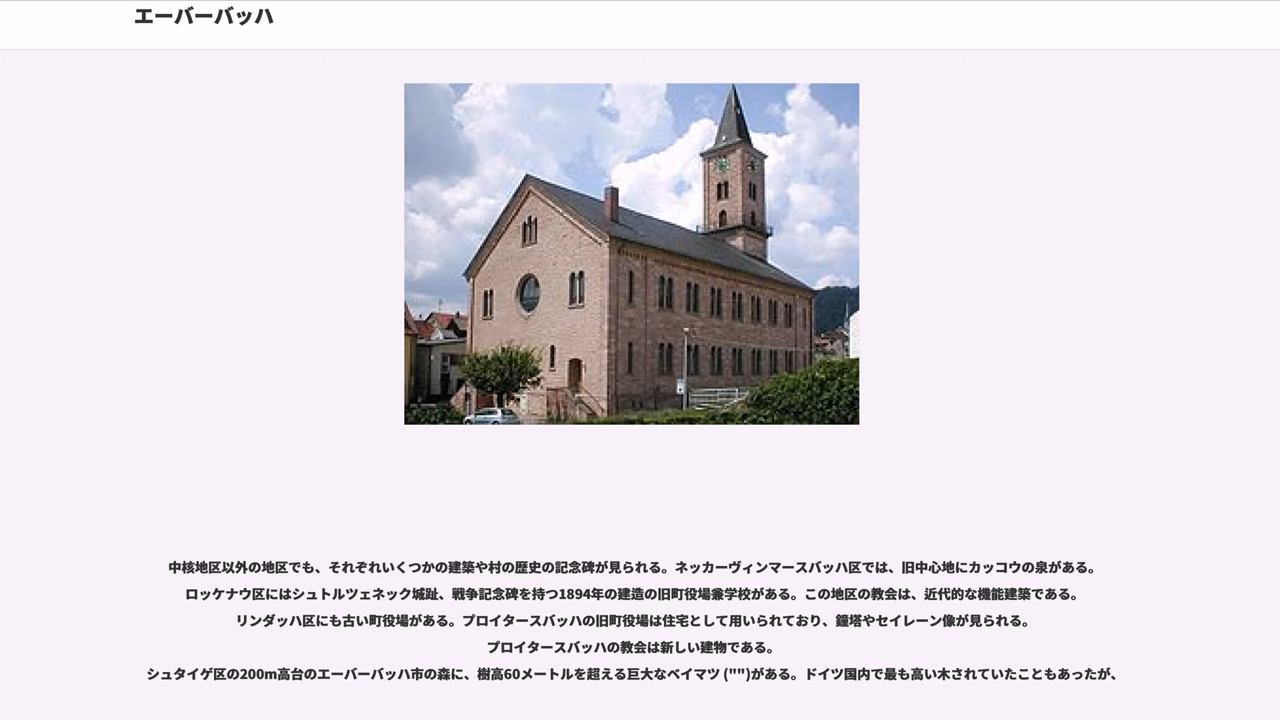 エーバーバッハ
中核地区以外の地区でも、それぞれいくつかの建築や村の歴史の記念碑が見られる。ネッカーヴィンマースバッハ区では、旧中心地にカッコウの泉がある。
ロッケナウ区にはシュトルツェネック城趾、戦争記念碑を持つ1894年の建造の旧町役場兼学校がある。この地区の教会は、近代的な機能建築である。
リンダッハ区にも古い町役場がある。プロイタースバッハの旧町役場は住宅として用いられており、鐘塔やセイレーン像が見られる。
プロイタースバッハの教会は新しい建物である。
シュタイゲ区の200m高台のエーバーバッハ市の森に、樹高60メートルを超える巨大なベイマツ ("")がある。ドイツ国内で最も高い木されていたこともあったが、